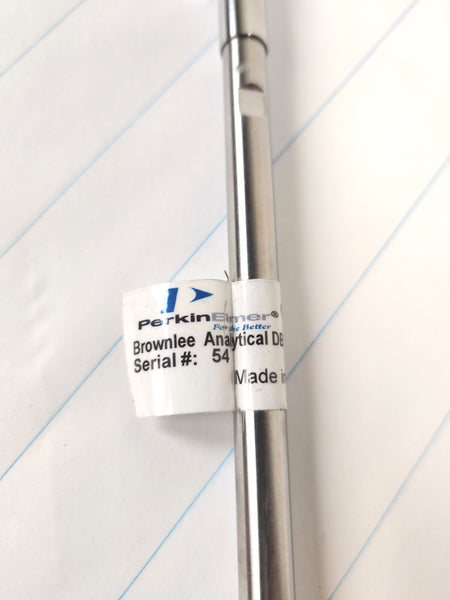 PerkinElmer®
For the Better
Brownlee Analytical DB
Serial #: 54
Made in